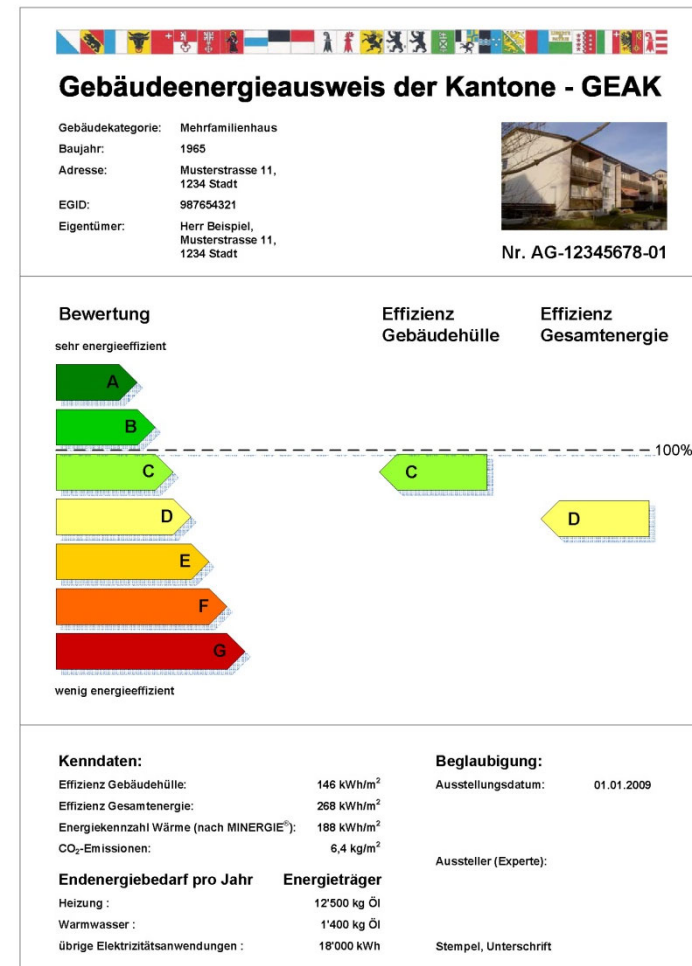 Gebäudeenergieausweis der Kantone - GEAK
Gebäudekategorie: Mehrfamilienhaus
Baujahr: 1965
Adresse: Musterstrasse 11,
1234 Stadt
EGID: 987654321
Eigentümer: Herr Beispiel,
Musterstrasse 11,
1234 Stadt
Nr. AG-12345678-01
Bewertung
Effizienz
Gebäudehülle
Effizienz
Gesamtenergie
sehr energieeffizient
A
B
100%
C
C
D
D
E
F
G
wenig energieeffizient
Kenndaten:
Effizienz Gebäudehülle: 146 kWh/m²
Effizienz Gesamtenergie: 268 kWh/m²
Energiekennzahl Wärme (nach MINERGIE®): 188 kWh/m²
CO₂-Emissionen: 6,4 kg/m²
Endenergiebedarf pro Jahr Energieträger
Heizung : 12'500 kg Öl
Warmwasser : 1'400 kg Öl
übrige Elektrizitätsanwendungen : 18'000 kWh
Beglaubigung:
Ausstellungsdatum: 01.01.2009
Aussteller (Experte):
Stempel, Unterschrift